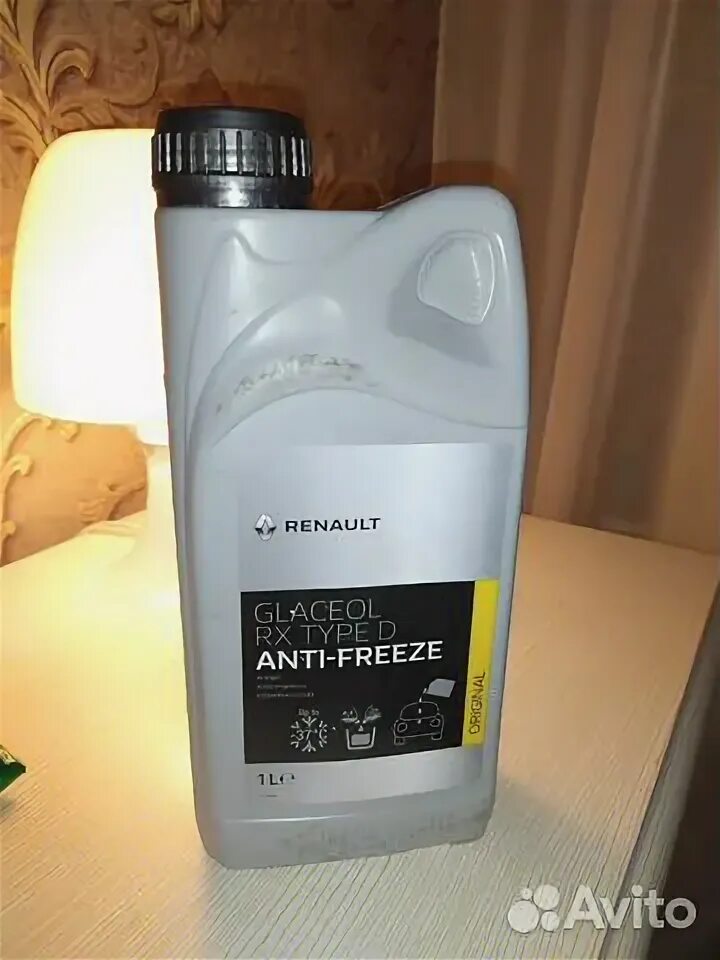 RENAULT
GLACEOL
RX TYPE D
ANTI-FREEZE
Up to
-37°C
ORIGINAL
1L℮
Avito